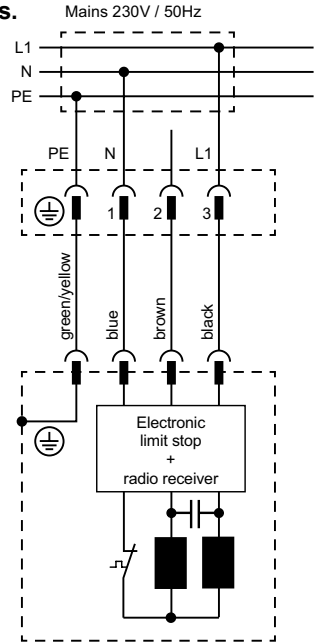 s.
Mains 230V / 50Hz
L1
N
PE
PE N L1
1 2 3
green/yellow
blue
brown
black
Electronic
limit stop
+
radio receiver